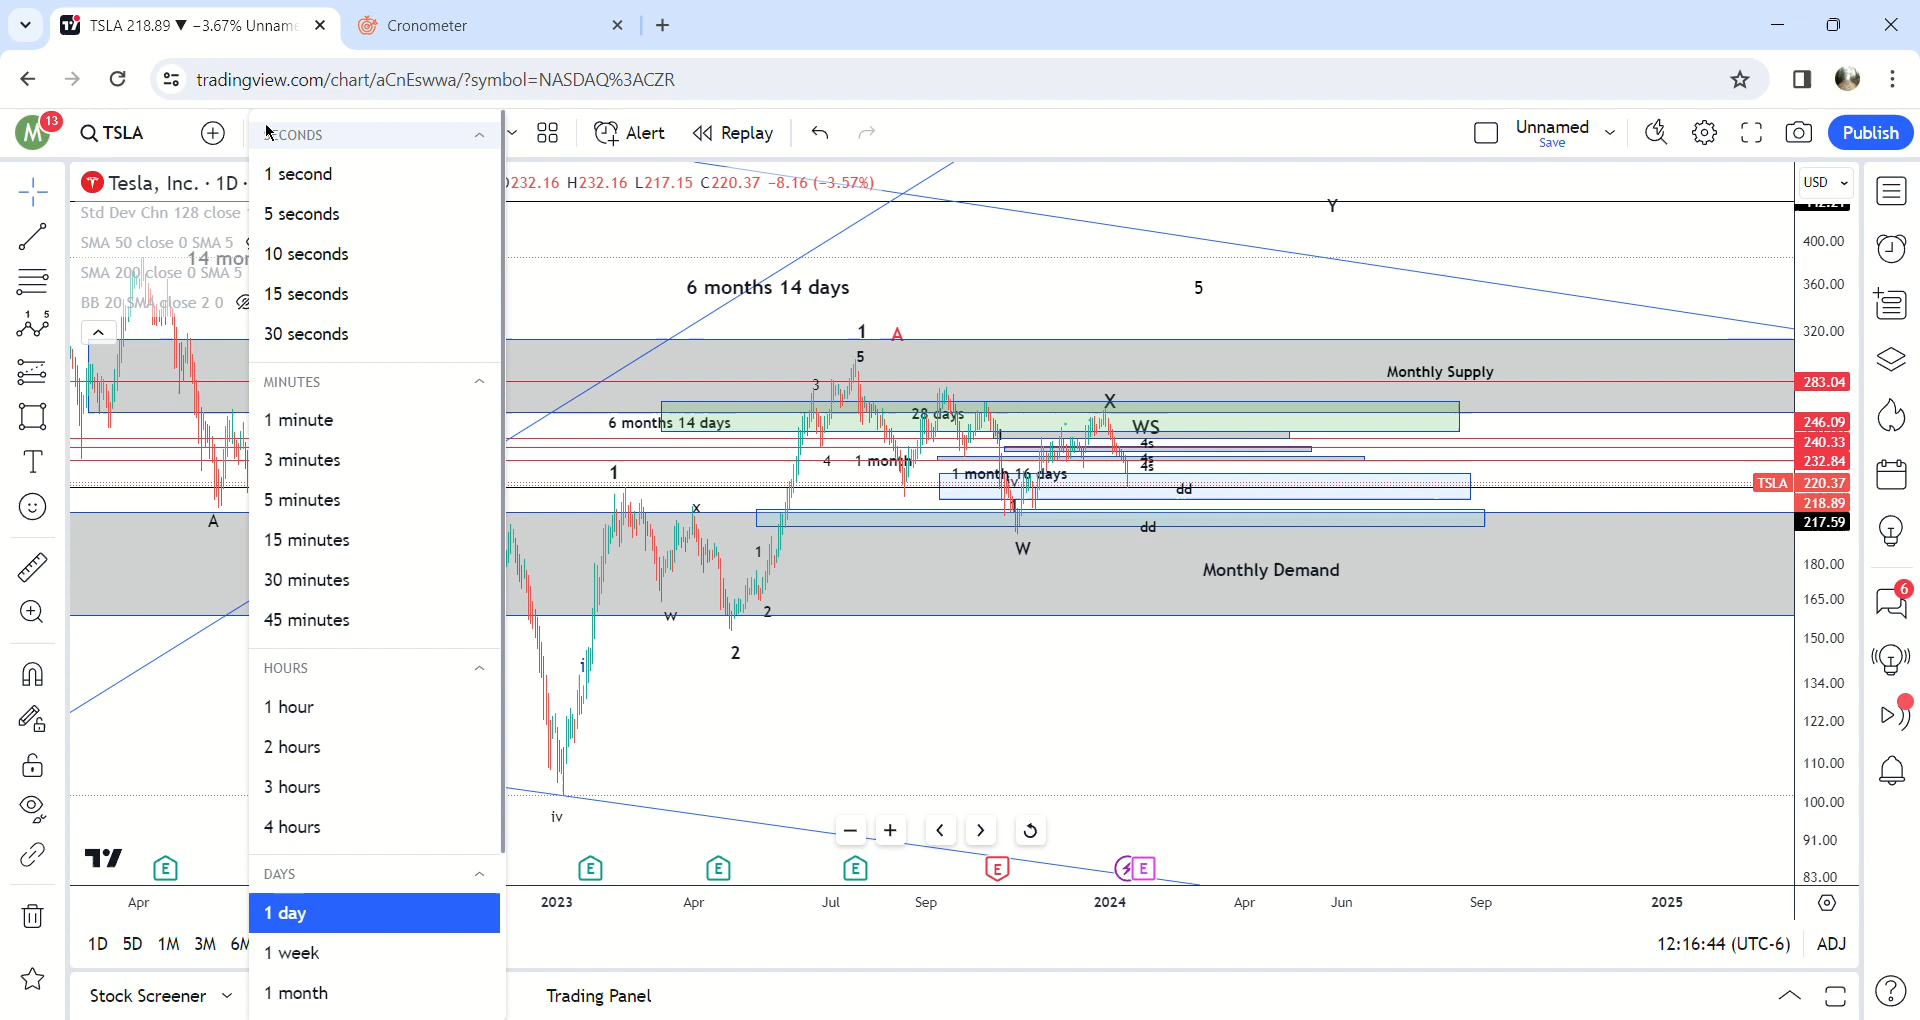 TSLA 218.89 ▼ −3.67% Unname
Cronometer
tradingview.com/chart/aCnEswwa/?symbol=NASDAQ%3ACZR
M
13
TSLA
Alert
Replay
Unnamed
Save
Publish
Tesla, Inc. · 1D ·
232.16 H232.16 L217.15 C220.37 −8.16 (−3.57%)
Std Dev Chn 128 close
SMA 50 close 0 SMA 5
SMA 200 close 0 SMA 5
BB 20 SMA close 2 0
14 mon
SECONDS
1 second
5 seconds
10 seconds
15 seconds
30 seconds
MINUTES
1 minute
3 minutes
5 minutes
15 minutes
30 minutes
45 minutes
HOURS
1 hour
2 hours
3 hours
4 hours
DAYS
1 day
1 week
1 month
Y
6 months 14 days
5
1
A
5
Monthly Supply
3
X
28 days
6 months 14 days
WS
i
4s
4s
4s
4
1 month
1
1 month 16 days
iv
dd
x
A
dd
W
1
Monthly Demand
w
2
2
i
iv
USD
400.00
360.00
320.00
283.04
246.09
240.33
232.84
TSLA 220.37
218.89
217.59
180.00
165.00
150.00
134.00
122.00
110.00
100.00
91.00
83.00
E
E
E
E
E
E
Apr
2023
Apr
Jul
Sep
2024
Apr
Jun
Sep
2025
1D 5D 1M 3M 6M
12:16:44 (UTC-6)
ADJ
Stock Screener
Trading Panel
6